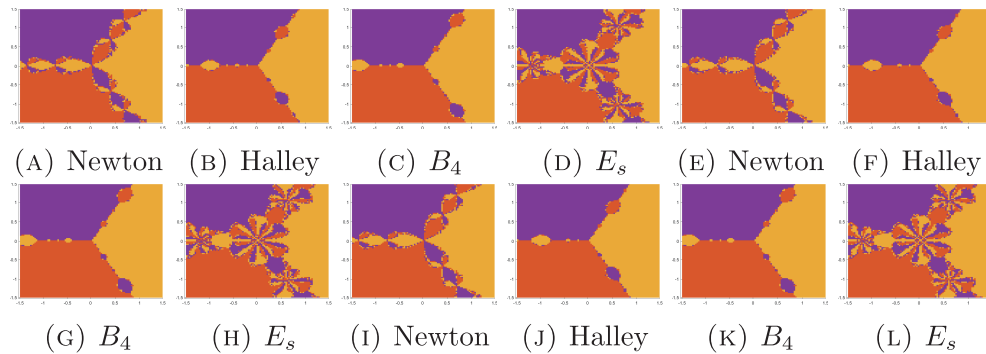 (A) Newton (B) Halley (C) B₄ (D) Eₛ (E) Newton (F) Halley
(G) B₄ (H) Eₛ (I) Newton (J) Halley (K) B₄ (L) Eₛ